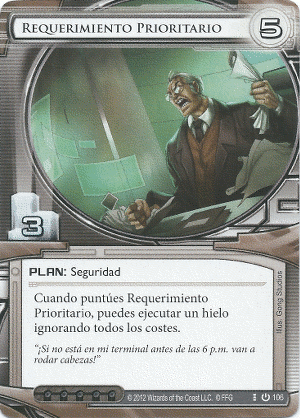 Requerimiento Prioritario
5
3
PLAN: Seguridad
Cuando puntúes Requerimiento
Prioritario, puedes ejecutar un hielo
ignorando todos los costes.
“¡Si no está en mi terminal antes de las 6 p.m. van a
rodar cabezas!”
Ilus. Gong Studios
© 2012 Wizards of the Coast LLC. © FFG
106